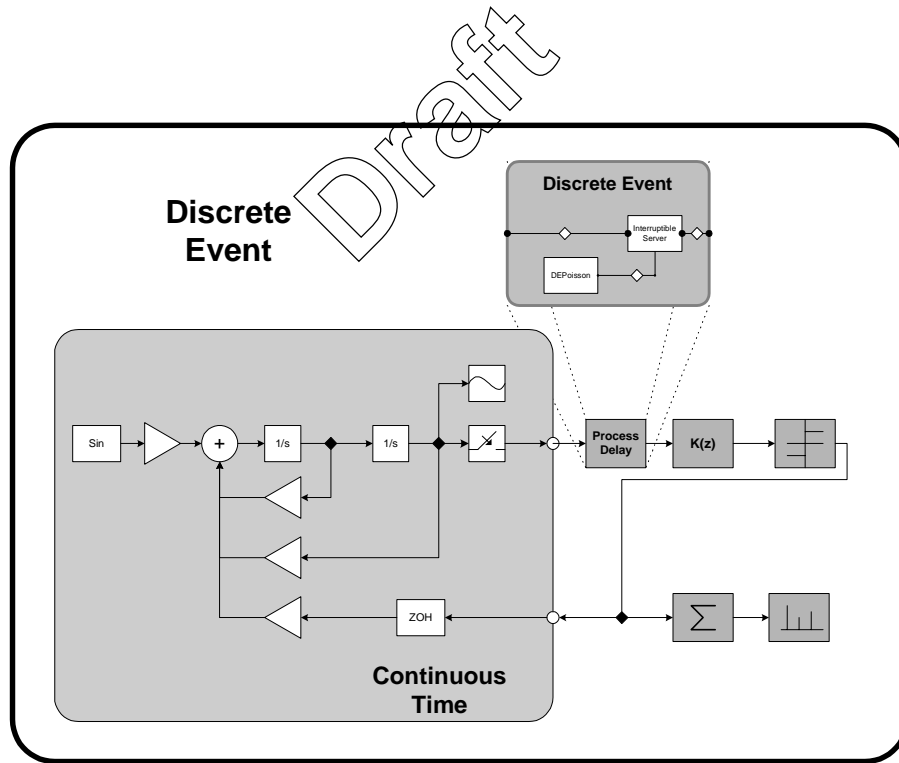 Draft
Discrete
Event
Discrete Event
Interruptible
Server
DEPoisson
Sin
+
1/s
1/s
Process
Delay
K(z)
ZOH
Σ
Continuous
Time